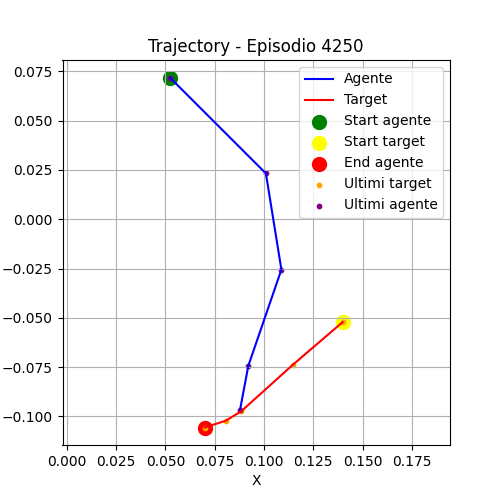 Trajectory - Episodio 4250
Agente
Target
Start agente
Start target
End agente
Ultimi target
Ultimi agente
0.075
0.050
0.025
0.000
−0.025
−0.050
−0.075
−0.100
0.000 0.025 0.050 0.075 0.100 0.125 0.150 0.175
X